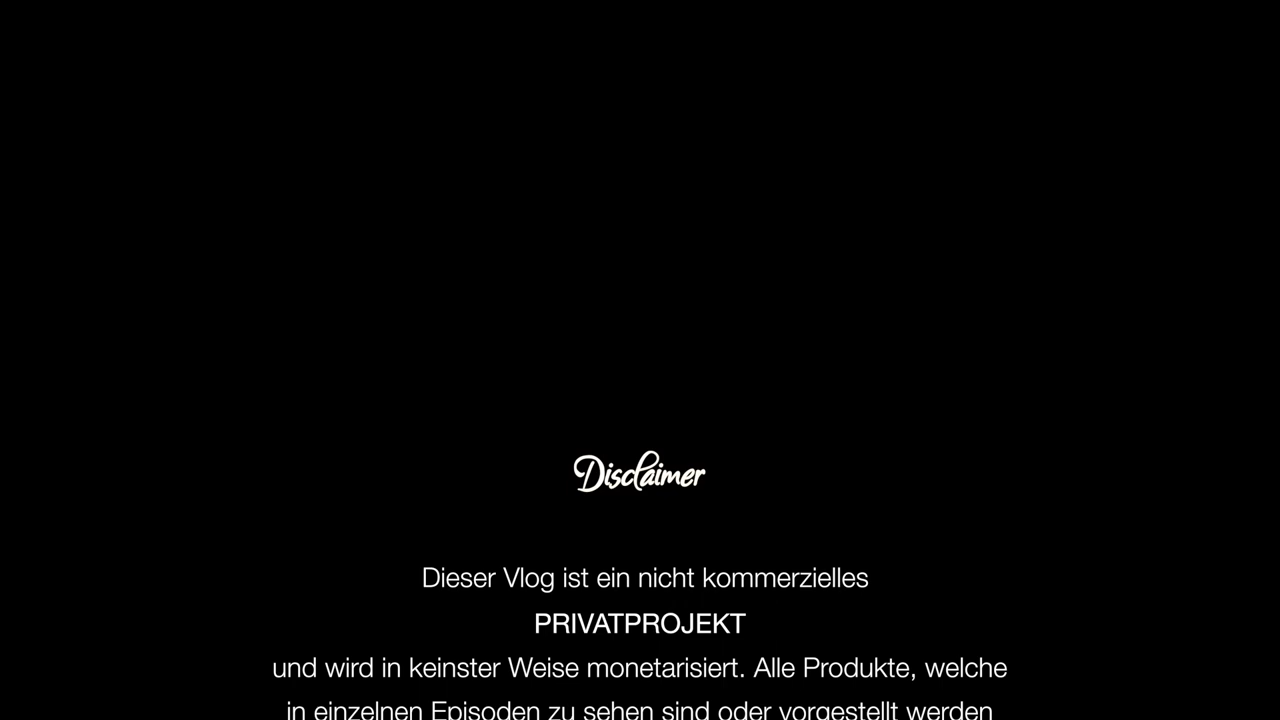 Disclaimer
Dieser Vlog ist ein nicht kommerzielles
PRIVATPROJEKT
und wird in keinster Weise monetarisiert. Alle Produkte, welche
in einzelnen Episoden zu sehen sind oder vorgestellt werden